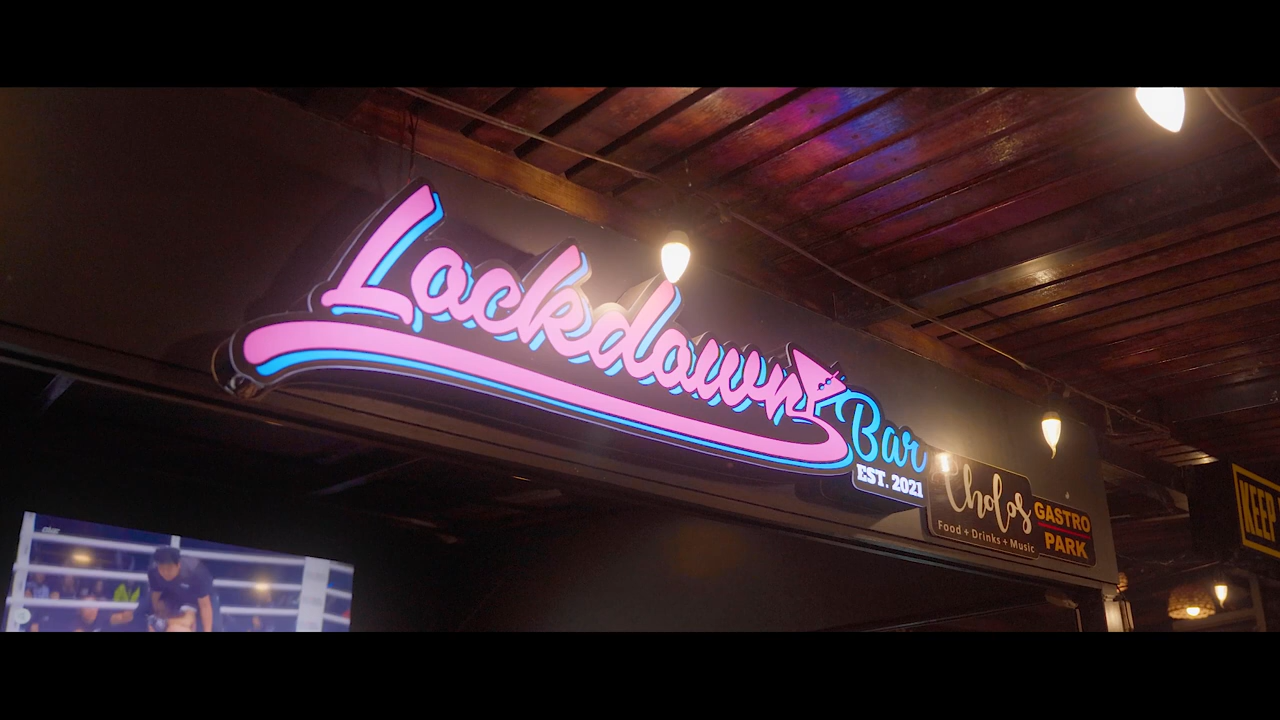 Lockdown
Bar
EST. 2021
Cholos
Food + Drinks + Music
GASTRO
PARK
KEEP